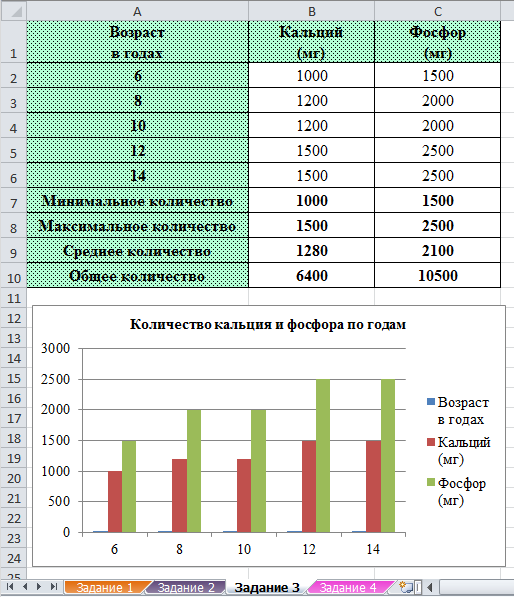 A B C
1 Возраст в годах Кальций (мг) Фосфор (мг)
2 6 1000 1500
3 8 1200 2000
4 10 1200 2000
5 12 1500 2500
6 14 1500 2500
7 Минимальное количество 1000 1500
8 Максимальное количество 1500 2500
9 Среднее количество 1280 2100
10 Общее количество 6400 10500
11
12
13
14
15
16
17
18
19
20
21
22
23
24
25
Количество кальция и фосфора по годам
3000
2500
2000
1500
1000
500
0
6 8 10 12 14
Возраст
в годах
Кальций
(мг)
Фосфор
(мг)
Задание 1 Задание 2 Задание 3 Задание 4